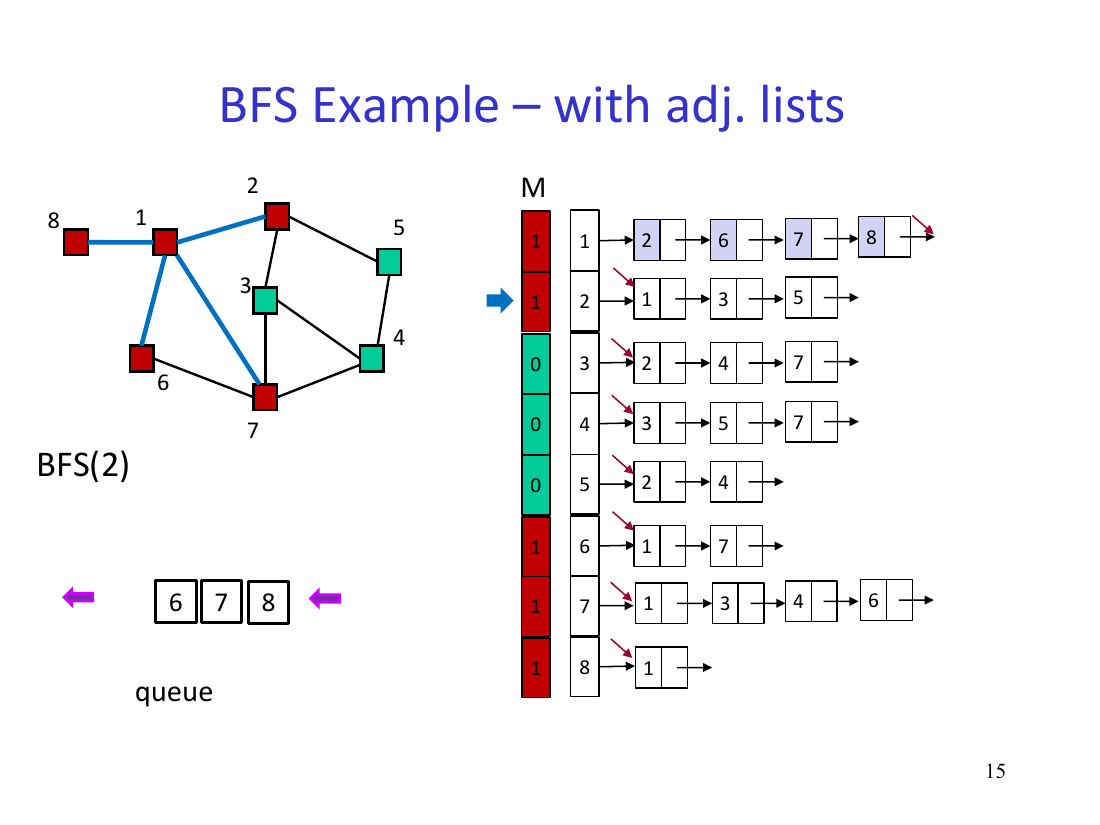 BFS Example – with adj. lists
2
8
1
5
3
4
6
7
BFS(2)
6 7 8
queue
M
1 1 2 6 7 8
1 2 1 3 5
0 3 2 4 7
0 4 3 5 7
0 5 2 4
1 6 1 7
1 7 1 3 4 6
1 8 1
15